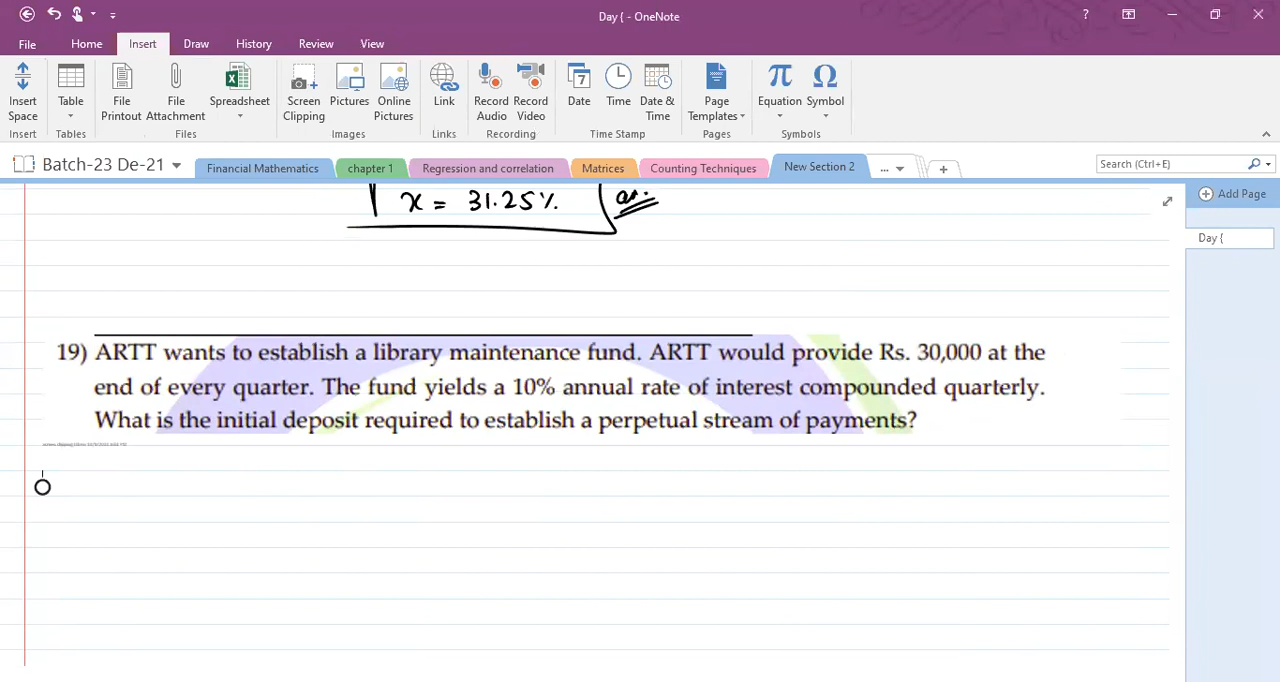 Day { - OneNote
?
File
Home
Insert
Draw
History
Review
View
Insert Space
Table
File Printout
File Attachment
Spreadsheet
Screen Clipping
Pictures
Online Pictures
Link
Record Audio
Record Video
Date
Time
Date & Time
Page Templates
Equation
Symbol
Insert
Tables
Files
Images
Links
Recording
Time Stamp
Pages
Symbols
Batch-23 De-21
Financial Mathematics
chapter 1
Regression and correlation
Matrices
Counting Techniques
New Section 2
...
Search (Ctrl+E)
Add Page
Day {
x = 31.25%
19) ARTT wants to establish a library maintenance fund. ARTT would provide Rs. 30,000 at the
end of every quarter. The fund yields a 10% annual rate of interest compounded quarterly.
What is the initial deposit required to establish a perpetual stream of payments?